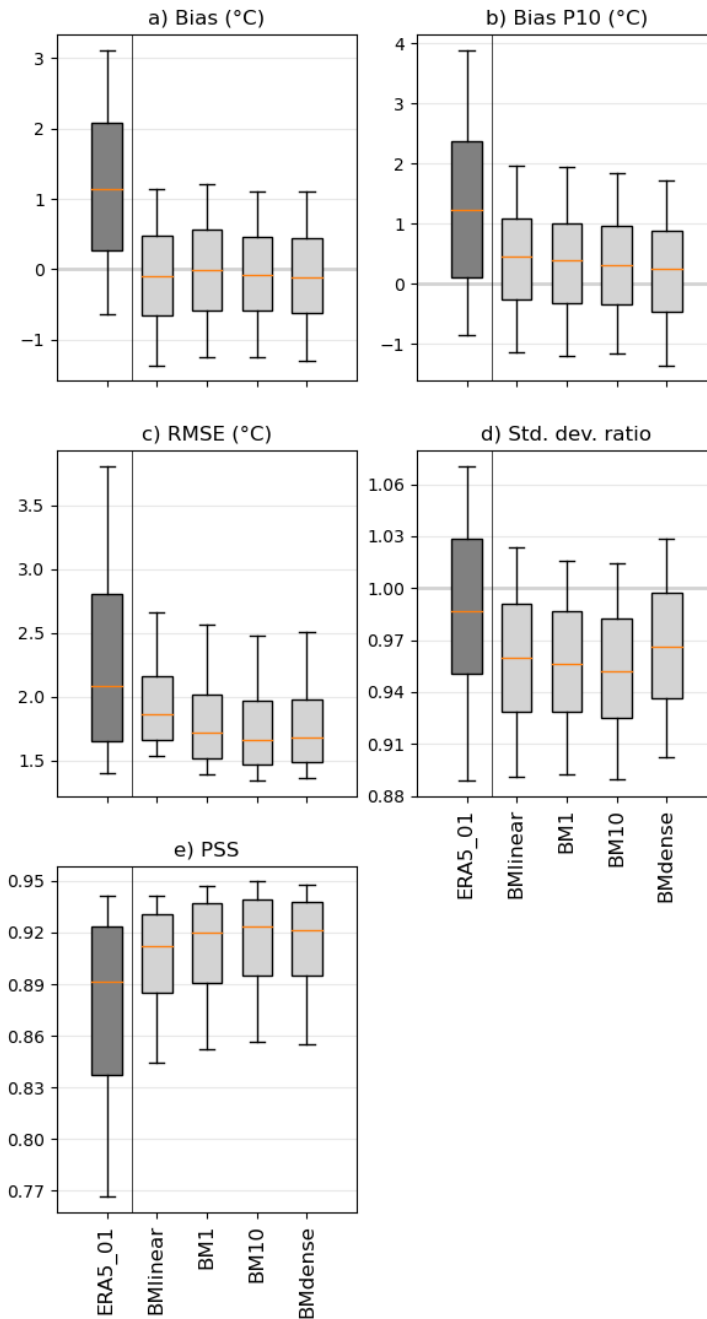 a) Bias (°C)
3
2
1
0
−1
b) Bias P10 (°C)
4
3
2
1
0
−1
c) RMSE (°C)
3.5
3.0
2.5
2.0
1.5
d) Std. dev. ratio
1.06
1.03
1.00
0.97
0.94
0.91
0.88
ERA5_01
BMlinear
BM1
BM10
BMdense
e) PSS
0.95
0.92
0.89
0.86
0.83
0.80
0.77
ERA5_01
BMlinear
BM1
BM10
BMdense